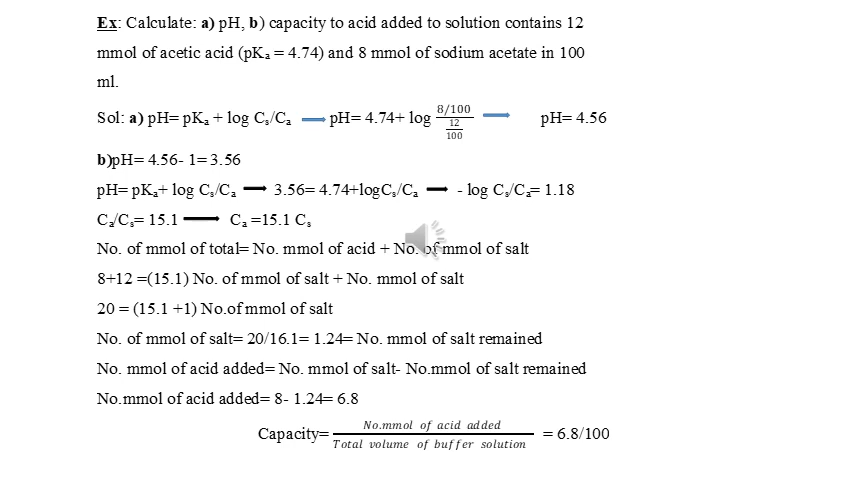 Ex: Calculate: a) pH, b) capacity to acid added to solution contains 12
mmol of acetic acid (pKₐ = 4.74) and 8 mmol of sodium acetate in 100
ml.
Sol: a) pH= pKₐ + log Cₛ/Cₐ → pH= 4.74+ log (8/100)/(12/100) → pH= 4.56
b)pH= 4.56- 1= 3.56
pH= pKₐ+ log Cₛ/Cₐ → 3.56= 4.74+logCₛ/Cₐ → - log Cₛ/Cₐ= 1.18
Cₐ/Cₛ= 15.1 → Cₐ =15.1 Cₛ
No. of mmol of total= No. mmol of acid + No. of mmol of salt
8+12 =(15.1) No. of mmol of salt + No. mmol of salt
20 = (15.1 +1) No.of mmol of salt
No. of mmol of salt= 20/16.1= 1.24= No. mmol of salt remained
No. mmol of acid added= No. mmol of salt- No.mmol of salt remained
No.mmol of acid added= 8- 1.24= 6.8
Capacity= No.mmol of acid added / Total volume of buffer solution = 6.8/100